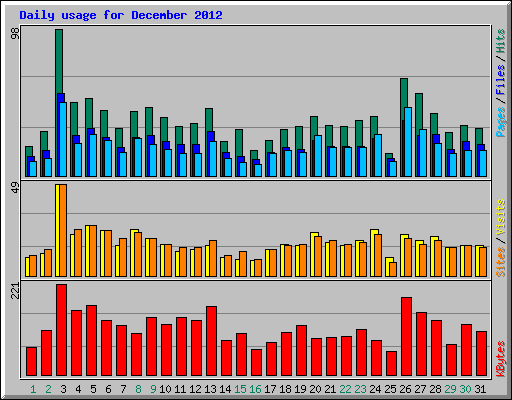 Daily usage for December 2012
98
Pages / Files / Hits
49
Sites / Visits
221
KBytes
1 2 3 4 5 6 7 8 9 10 11 12 13 14 15 16 17 18 19 20 21 22 23 24 25 26 27 28 29 30 31